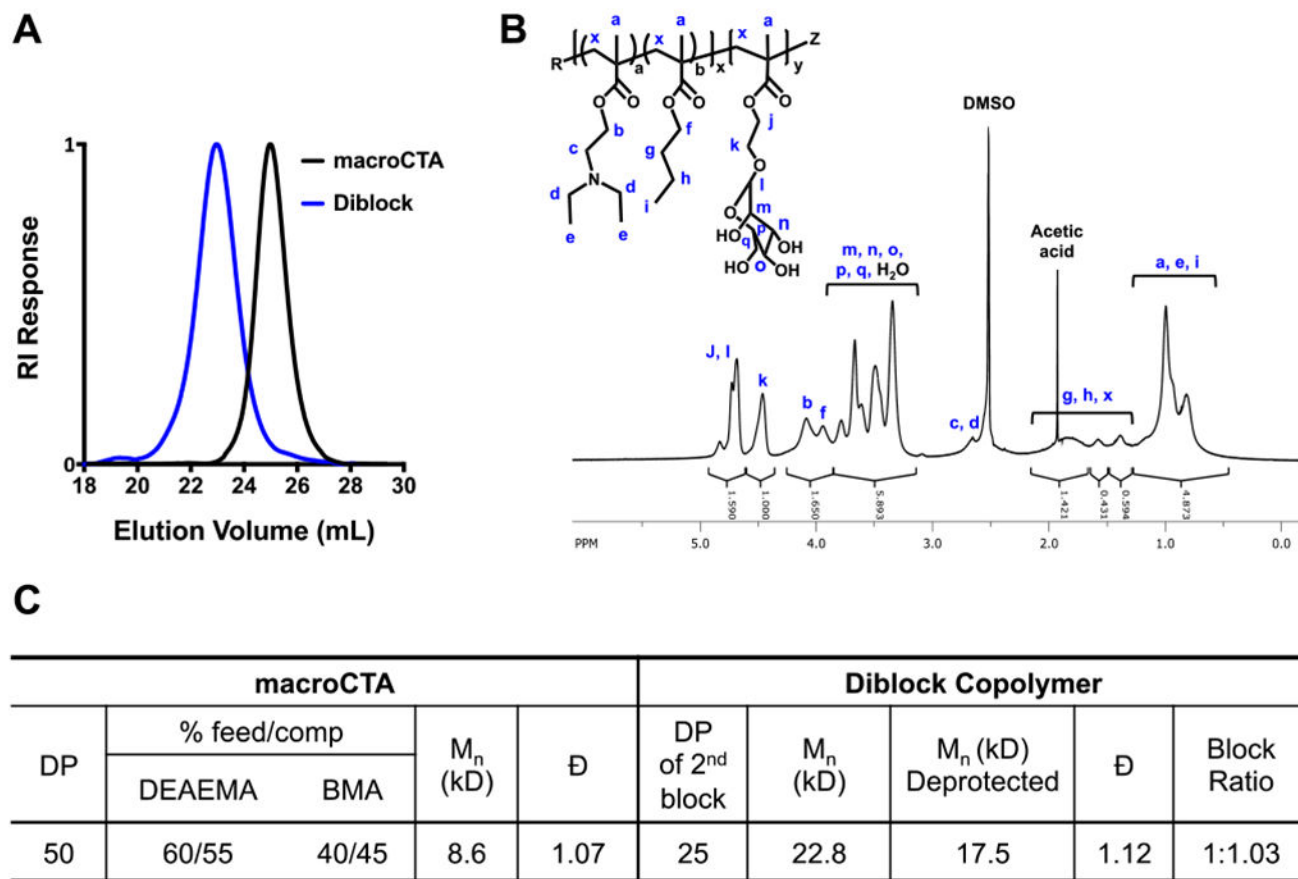 A
1
0
18 20 22 24 26 28 30
RI Response
Elution Volume (mL)
macroCTA
Diblock
B
a a a
x x x
R a b x y Z
O O O O O O
b f j
c g k
N h O
d d i l
e e O m n
HO p OH
q
HO o OH
DMSO
Acetic
acid
m, n, o,
p, q, H₂O
a, e, i
J, l
k
b
f
c, d
g, h, x
1.590 1.000 1.650 5.893 1.421 0.431 0.594 4.873
PPM 5.0 4.0 3.0 2.0 1.0 0.0
C
macroCTA Diblock Copolymer
DP % feed/comp Mn (kD) Đ DP of 2nd block Mn (kD) Mn (kD) Deprotected Đ Block Ratio
DEAEMA BMA
50 60/55 40/45 8.6 1.07 25 22.8 17.5 1.12 1:1.03